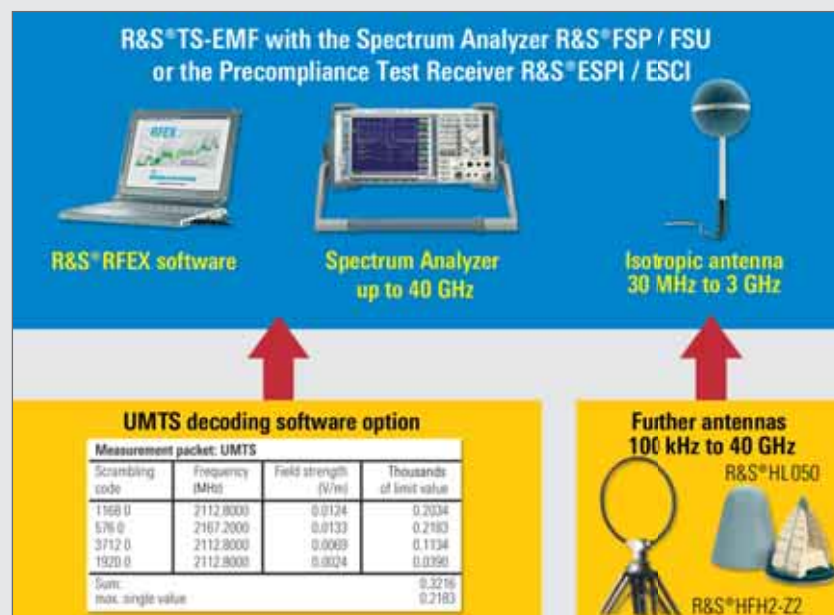 R&S®TS-EMF with the Spectrum Analyzer R&S®FSP / FSU
or the Precompliance Test Receiver R&S®ESPI / ESCI
RFEX
R&S®RFEX software
Spectrum Analyzer
up to 40 GHz
Isotropic antenna
30 MHz to 3 GHz
UMTS decoding software option
Measurement packet: UMTS
Scrambling code Frequency (MHz) Field strength (V/m) Thousands of limit value
1168.0 2112.8000 0.0124 0.2034
576.0 2167.2000 0.0133 0.2183
3712.0 2112.8000 0.0069 0.1134
1920.0 2112.8000 0.0024 0.0390
Sum: 0.3216
max. single value 0.2183
Further antennas
100 kHz to 40 GHz
R&S®HL050
R&S®HFH2-Z2